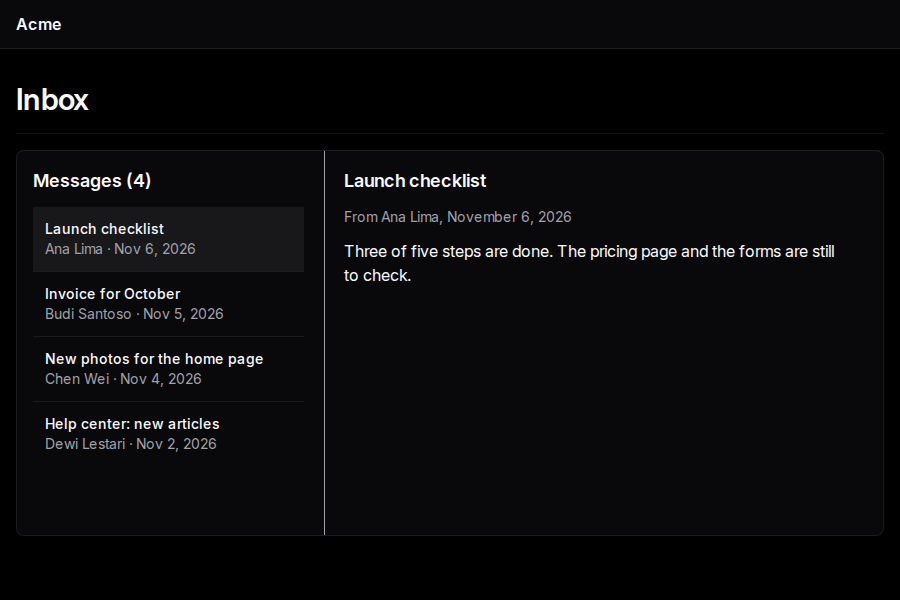 Acme
Inbox
Messages (4)
Launch checklist
Ana Lima · Nov 6, 2026
Invoice for October
Budi Santoso · Nov 5, 2026
New photos for the home page
Chen Wei · Nov 4, 2026
Help center: new articles
Dewi Lestari · Nov 2, 2026
Launch checklist
From Ana Lima, November 6, 2026
Three of five steps are done. The pricing page and the forms are still
to check.